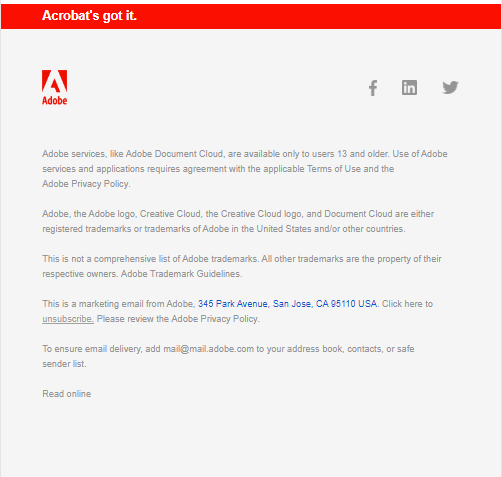 Acrobat's got it.
Adobe
Adobe services, like Adobe Document Cloud, are available only to users 13 and older. Use of Adobe
services and applications requires agreement with the applicable Terms of Use and the
Adobe Privacy Policy.
Adobe, the Adobe logo, Creative Cloud, the Creative Cloud logo, and Document Cloud are either
registered trademarks or trademarks of Adobe in the United States and/or other countries.
This is not a comprehensive list of Adobe trademarks. All other trademarks are the property of their
respective owners. Adobe Trademark Guidelines.
This is a marketing email from Adobe, 345 Park Avenue, San Jose, CA 95110 USA. Click here to
unsubscribe. Please review the Adobe Privacy Policy.
To ensure email delivery, add mail@mail.adobe.com to your address book, contacts, or safe
sender list.
Read online